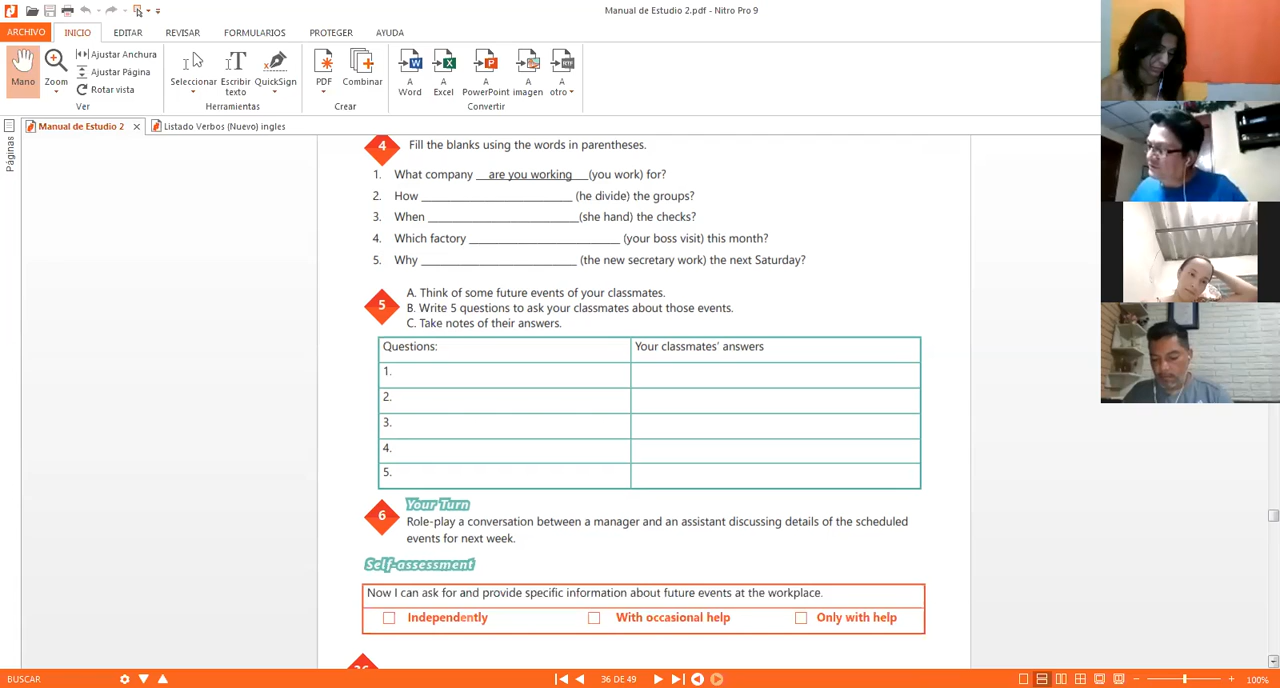 Manual de Estudio 2.pdf - Nitro Pro 9
ARCHIVO INICIO EDITAR REVISAR FORMULARIOS PROTEGER AYUDA
Mano
Zoom
Ajustar Anchura
Ajustar Página
Rotar vista
Ver
Seleccionar
Escribir texto
QuickSign
Herramientas
PDF
Combinar
Crear
A Word
A Excel
A PowerPoint
A imagen
A otro
Convertir
Páginas
Manual de Estudio 2
Listado Verbos (Nuevo) ingles
4 Fill the blanks using the words in parentheses.
1. What company __are you working___(you work) for?
2. How ______________________ (he divide) the groups?
3. When ______________________(she hand) the checks?
4. Which factory ______________________ (your boss visit) this month?
5. Why _______________________ (the new secretary work) the next Saturday?
5
A. Think of some future events of your classmates.
B. Write 5 questions to ask your classmates about those events.
C. Take notes of their answers.
Questions: Your classmates' answers
1.
2.
3.
4.
5.
6 Your Turn
Role-play a conversation between a manager and an assistant discussing details of the scheduled
events for next week.
Self-assessment
Now I can ask for and provide specific information about future events at the workplace.
Independently With occasional help Only with help
BUSCAR
36 DE 49
100%